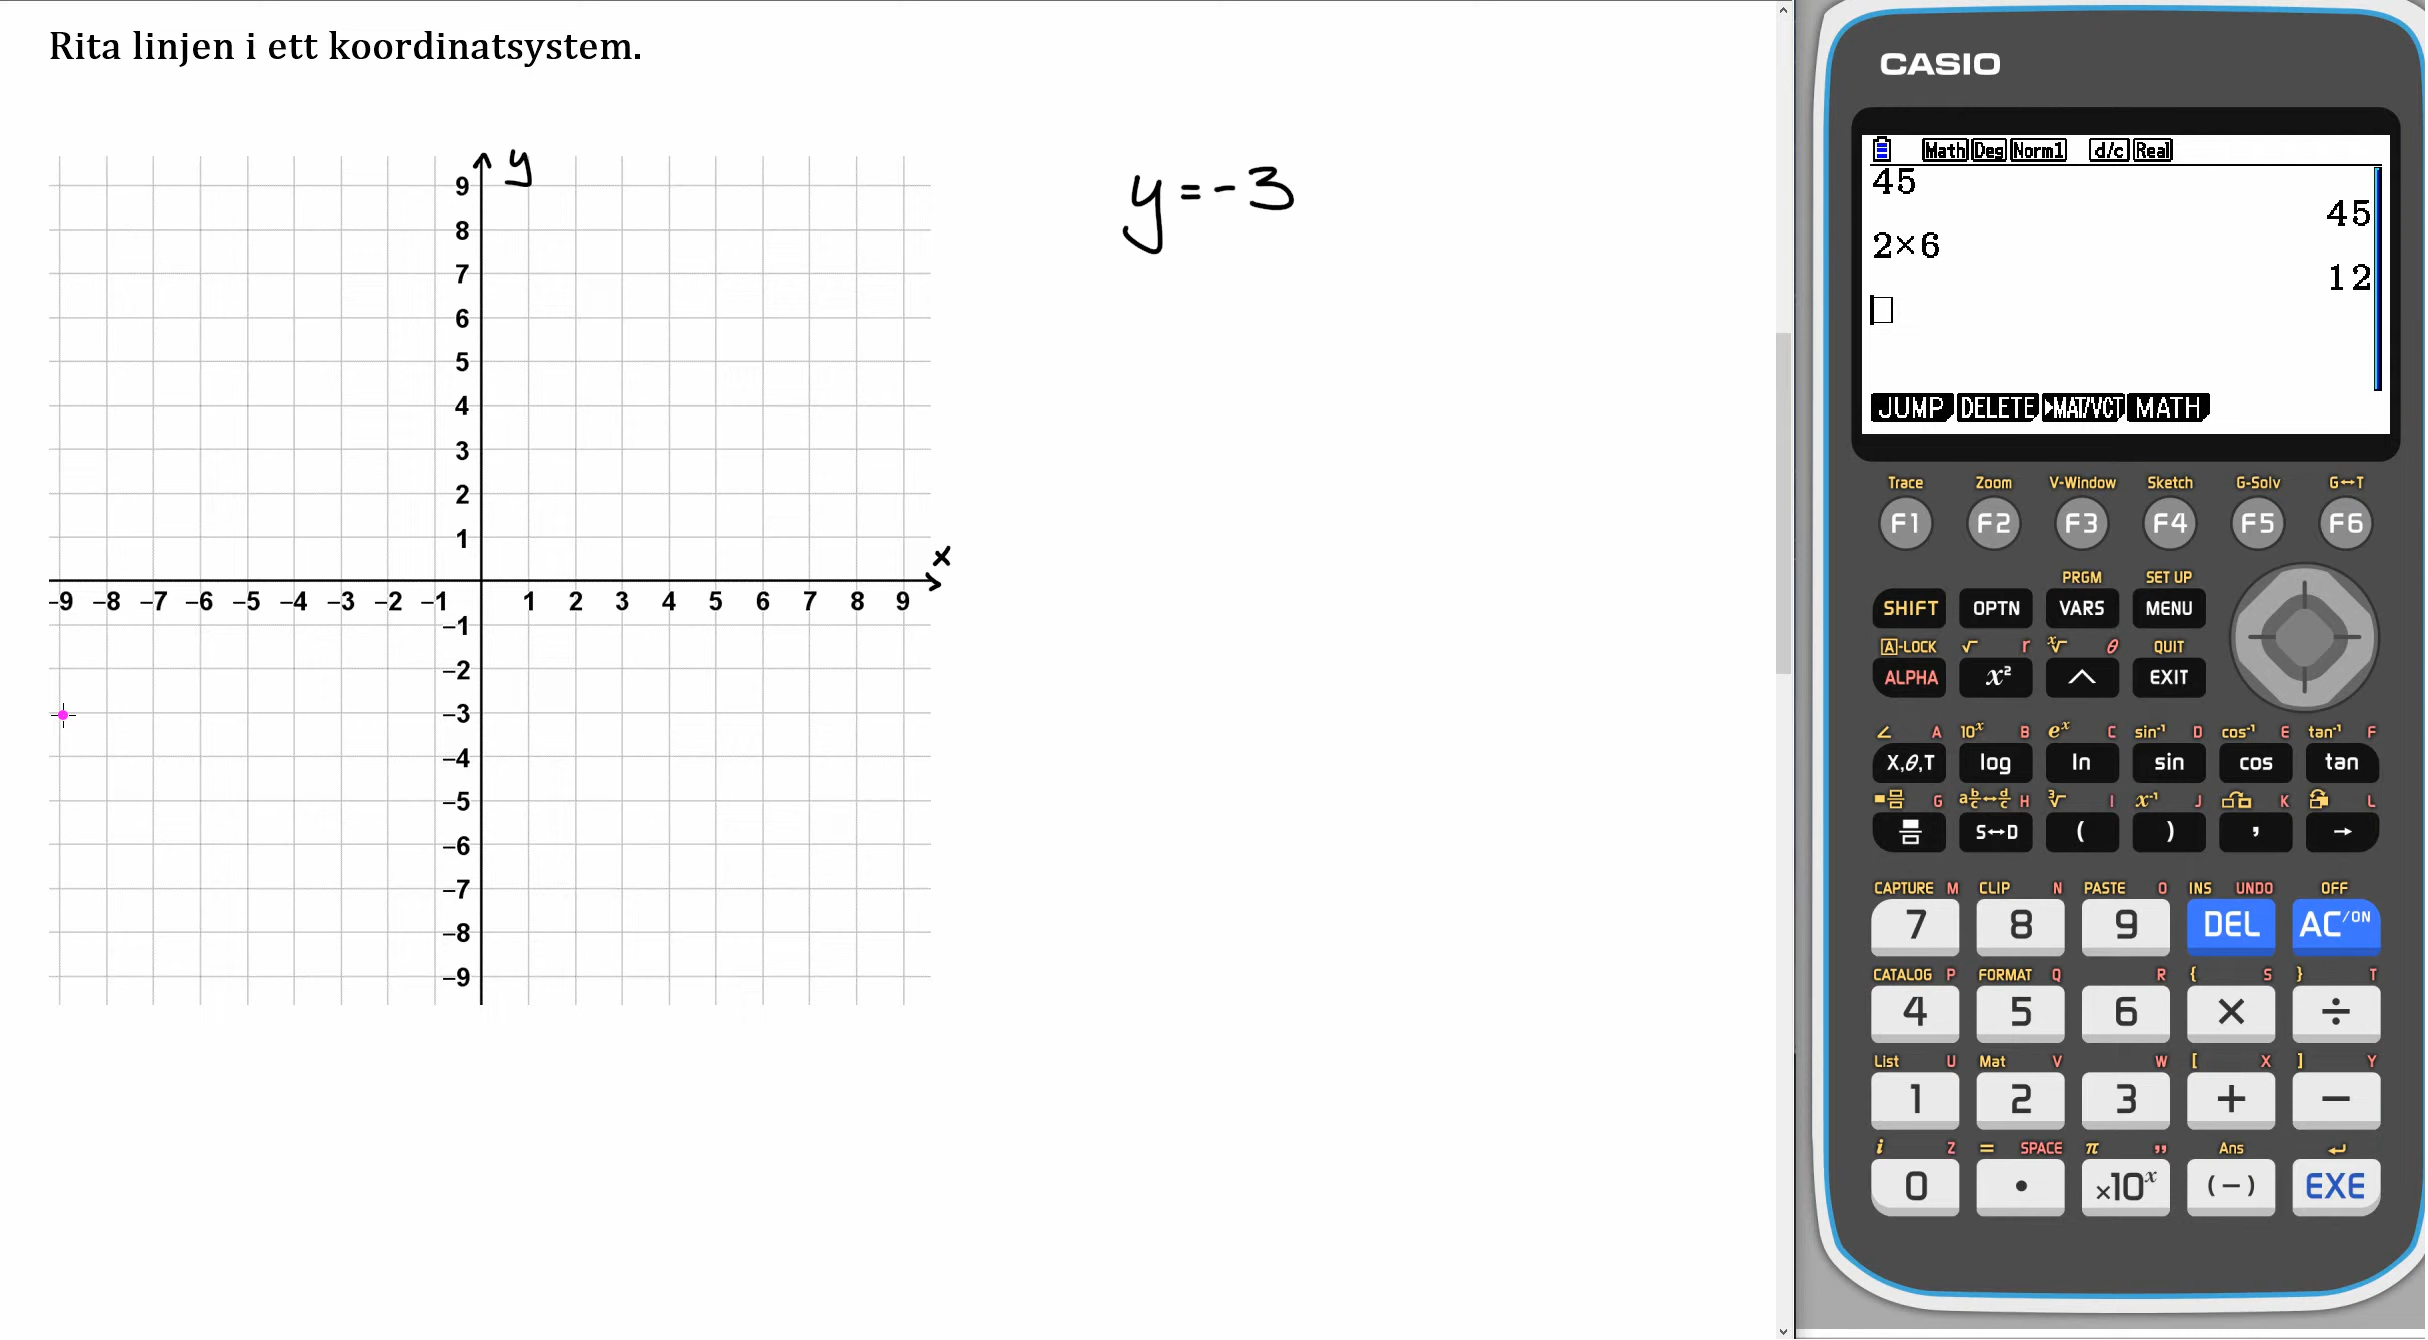 Rita linjen i ett koordinatsystem.
y
9
8
7
6
5
4
3
2
1
x
−9 −8 −7 −6 −5 −4 −3 −2 −1 1 2 3 4 5 6 7 8 9
−1
−2
−3
−4
−5
−6
−7
−8
−9
y = -3
CASIO
Math Deg Norm1 d/c Real
45
45
2×6
12
JUMP DELETE ▶MAT/VCT MATH
Trace Zoom V-Window Sketch G-Solv G↔T
F1 F2 F3 F4 F5 F6
PRGM SET UP
SHIFT OPTN VARS MENU
A-LOCK √ r ˣ√ θ QUIT
ALPHA x² ^ EXIT
∠ A 10ˣ B eˣ C sin⁻¹ D cos⁻¹ E tan⁻¹ F
X,θ,T log ln sin cos tan
G a b/c↔d/c H ³√ I x⁻¹ J K L
S↔D ( ) , →
CAPTURE M CLIP N PASTE O INS UNDO OFF
7 8 9 DEL AC/ON
CATALOG P FORMAT Q R { S } T
4 5 6 × ÷
List U Mat V W [ X ] Y
1 2 3 + −
i Z = SPACE π " Ans ↵
0 • ×10ˣ (−) EXE